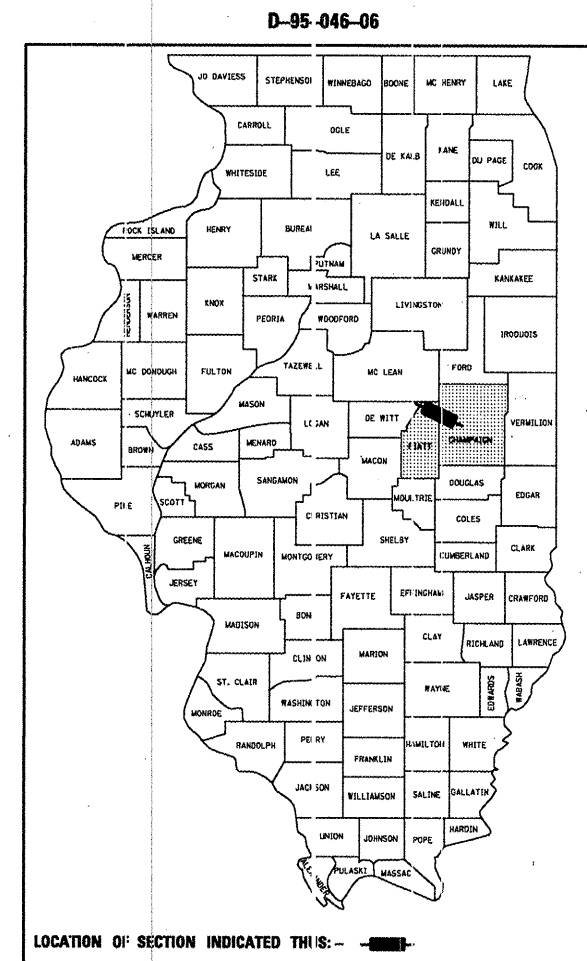 D-95-046-06
JO DAVIESS STEPHENSON WINNEBAGO BOONE MC HENRY LAKE
CARROLL OGLE
DE KALB KANE DU PAGE COOK
WHITESIDE LEE
KENDALL
ROCK ISLAND HENRY BUREAU LA SALLE GRUNDY WILL
MERCER PUTNAM
STARK MARSHALL KANKAKEE
HENDERSON WARREN KNOX PEORIA WOODFORD LIVINGSTON
IROQUOIS
HANCOCK MC DONOUGH FULTON TAZEWELL MC LEAN FORD
MASON
SCHUYLER LOGAN DE WITT
ADAMS BROWN CASS MENARD PIATT CHAMPAIGN VERMILION
MACON
MORGAN SANGAMON DOUGLAS
PIKE SCOTT MOULTRIE EDGAR
CHRISTIAN COLES
GREENE MACOUPIN MONTGOMERY SHELBY CUMBERLAND CLARK
CALHOUN JERSEY
FAYETTE EFFINGHAM JASPER CRAWFORD
MADISON BOND
CLAY RICHLAND LAWRENCE
CLINTON MARION
ST. CLAIR WAYNE EDWARDS WABASH
WASHINGTON JEFFERSON
MONROE
RANDOLPH PERRY HAMILTON WHITE
FRANKLIN
JACKSON WILLIAMSON SALINE GALLATIN
UNION JOHNSON POPE HARDIN
ALEXANDER PULASKI MASSAC
LOCATION OF SECTION INDICATED THUS:-